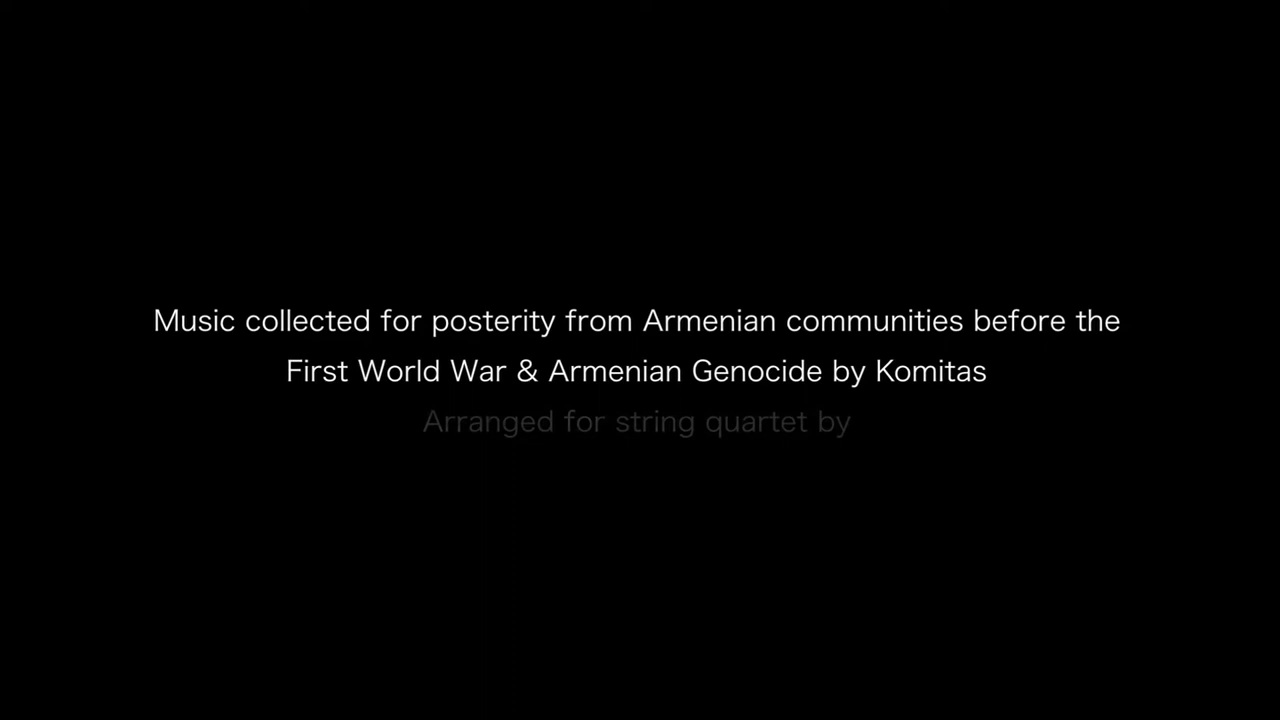 Music collected for posterity from Armenian communities before the
First World War & Armenian Genocide by Komitas
Arranged for string quartet by